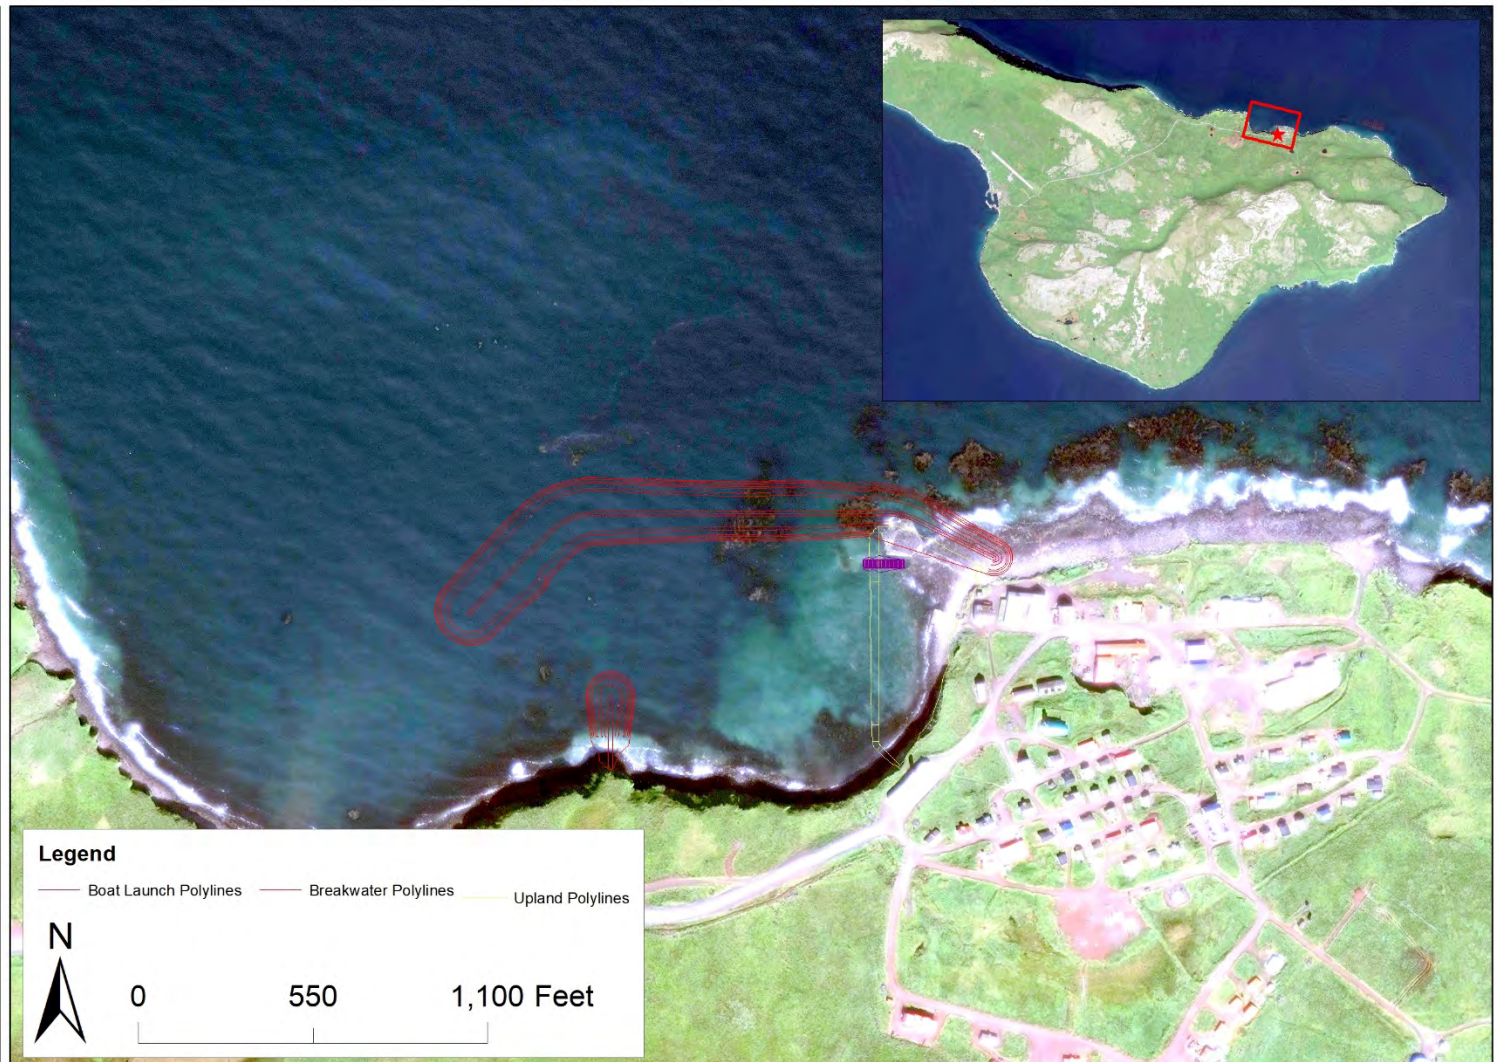 Legend
Boat Launch Polylines Breakwater Polylines Upland Polylines
N
0 550 1,100 Feet